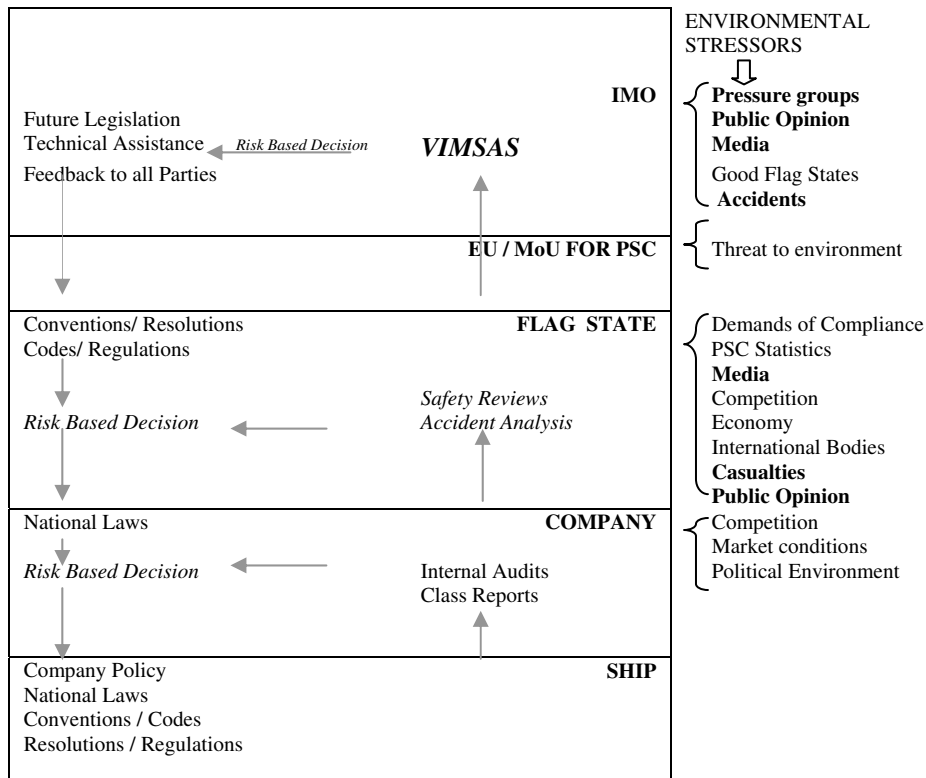 ENVIRONMENTAL
STRESSORS
IMO
Future Legislation
Technical Assistance
Feedback to all Parties
Risk Based Decision
VIMSAS
Pressure groups
Public Opinion
Media
Good Flag States
Accidents
EU / MoU FOR PSC
Threat to environment
FLAG STATE
Conventions/ Resolutions
Codes/ Regulations
Risk Based Decision
Safety Reviews
Accident Analysis
Demands of Compliance
PSC Statistics
Media
Competition
Economy
International Bodies
Casualties
Public Opinion
COMPANY
National Laws
Risk Based Decision
Internal Audits
Class Reports
Competition
Market conditions
Political Environment
SHIP
Company Policy
National Laws
Conventions / Codes
Resolutions / Regulations